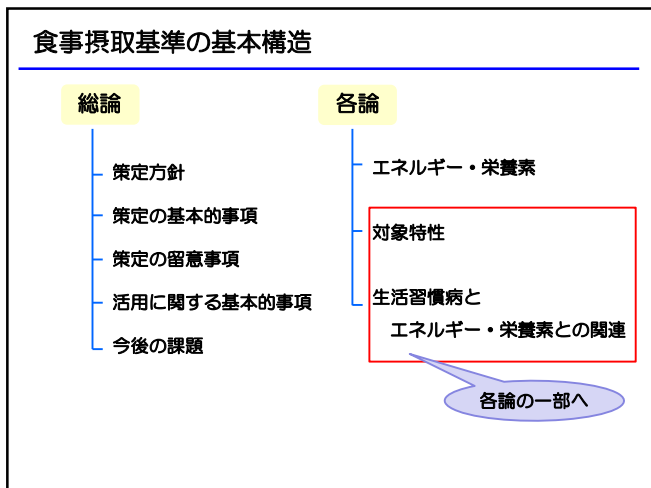 食事摂取基準の基本構造
総論
策定方針
策定の基本的事項
策定の留意事項
活用に関する基本的事項
今後の課題
各論
エネルギー・栄養素
対象特性
生活習慣病と
エネルギー・栄養素との関連
各論の一部へ